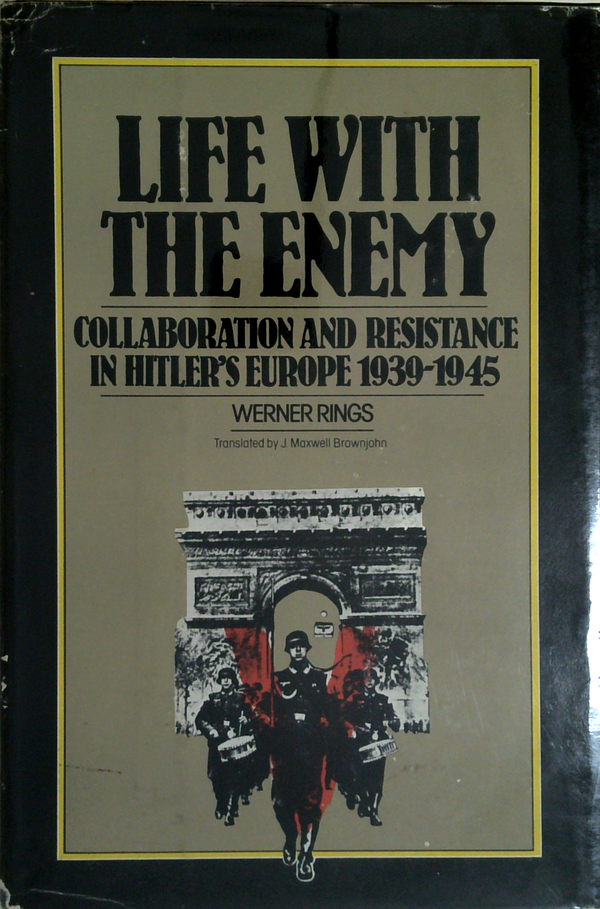 LIFE WITH
THE ENEMY
COLLABORATION AND RESISTANCE
IN HITLER'S EUROPE 1939-1945
WERNER RINGS
Translated by J. Maxwell Brownjohn